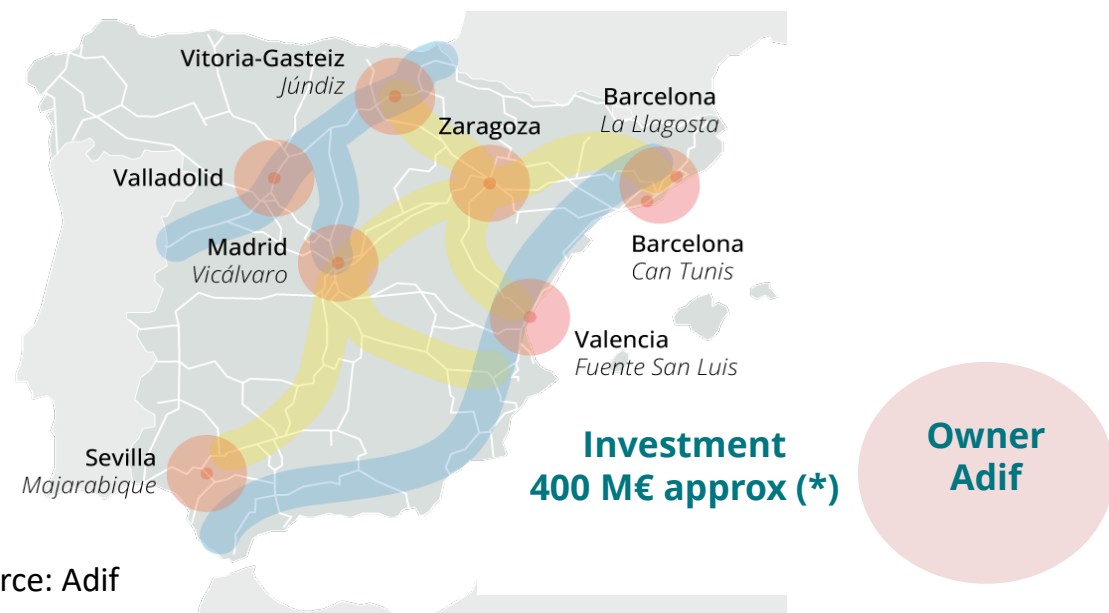 Vitoria-Gasteiz
Júndiz
Barcelona
La Llagosta
Zaragoza
Valladolid
Madrid
Vicálvaro
Barcelona
Can Tunis
Valencia
Fuente San Luis
Sevilla
Majarabique
Investment
400 M€ approx (*)
Owner
Adif
rce: Adif